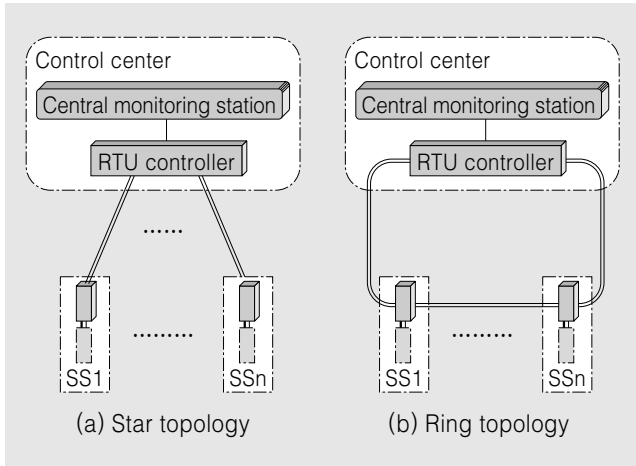 Control center
Central monitoring station
RTU controller
......
.........
SS1
SSn
(a) Star topology
Control center
Central monitoring station
RTU controller
.........
SS1
SSn
(b) Ring topology